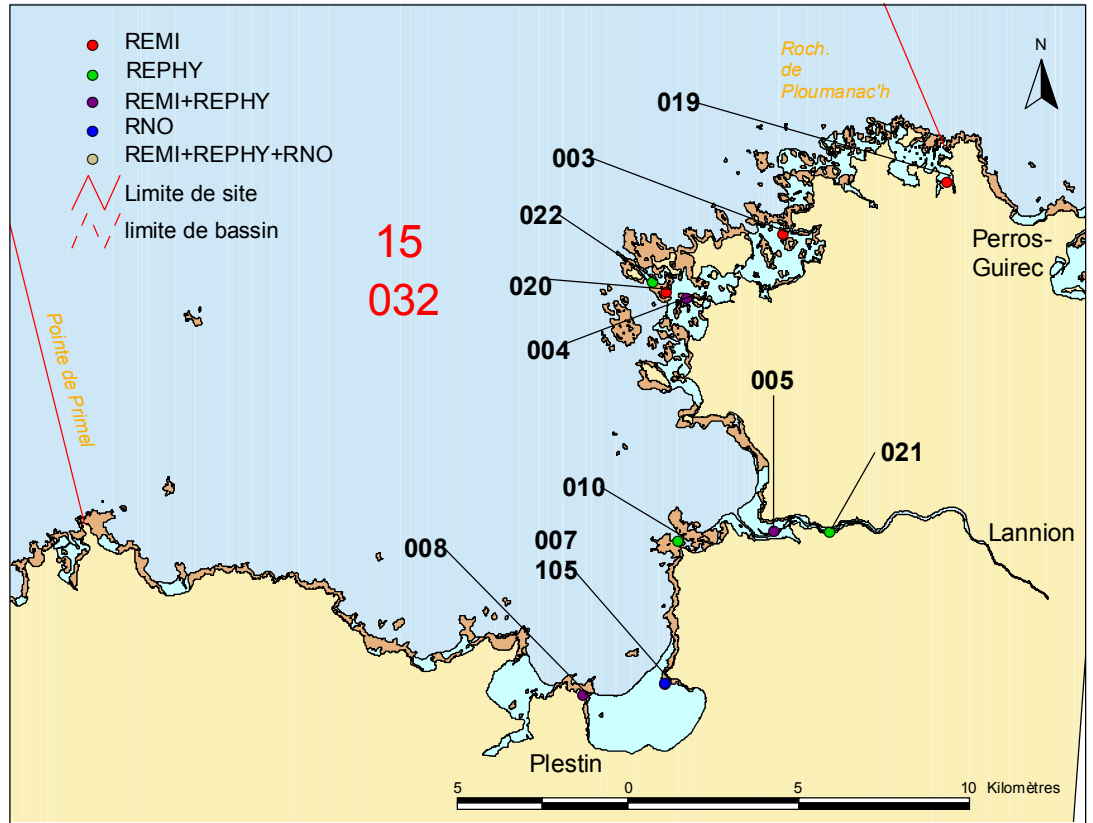 REMI
REPHY
REMI+REPHY
RNO
REMI+REPHY+RNO
Limite de site
limite de bassin
15
032
Roch.
de
Ploumanac'h
N
019
003
022
020
004
Perros-
Guirec
Pointe de Primel
005
021
010
Lannion
008
007
105
Plestin
5
0
5
10
Kilomètres